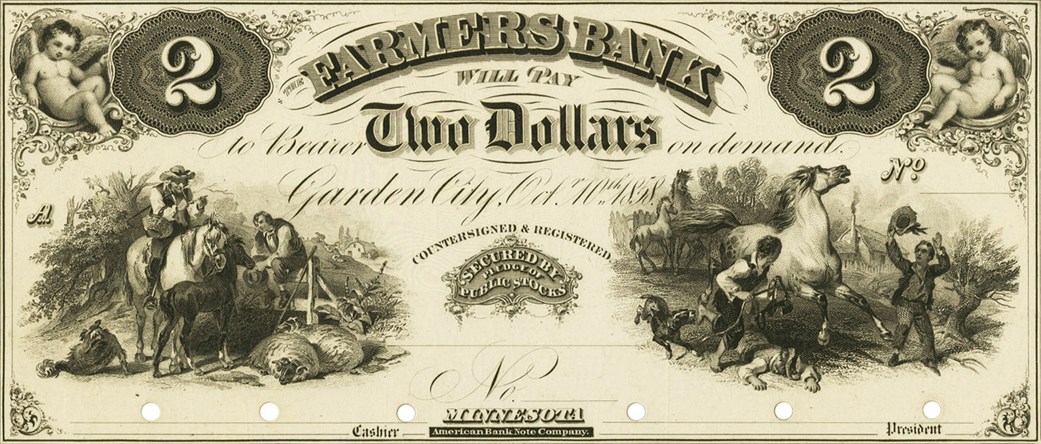 2
THE FARMERS BANK
2
WILL PAY
Two Dollars
to Bearer on demand.
Garden City, Oct. 10th 1858.
No
A.
COUNTERSIGNED & REGISTERED
SECURED BY
PLEDGE OF
PUBLIC STOCKS
No.
MINNESOTA
Cashier
American Bank Note Company.
President